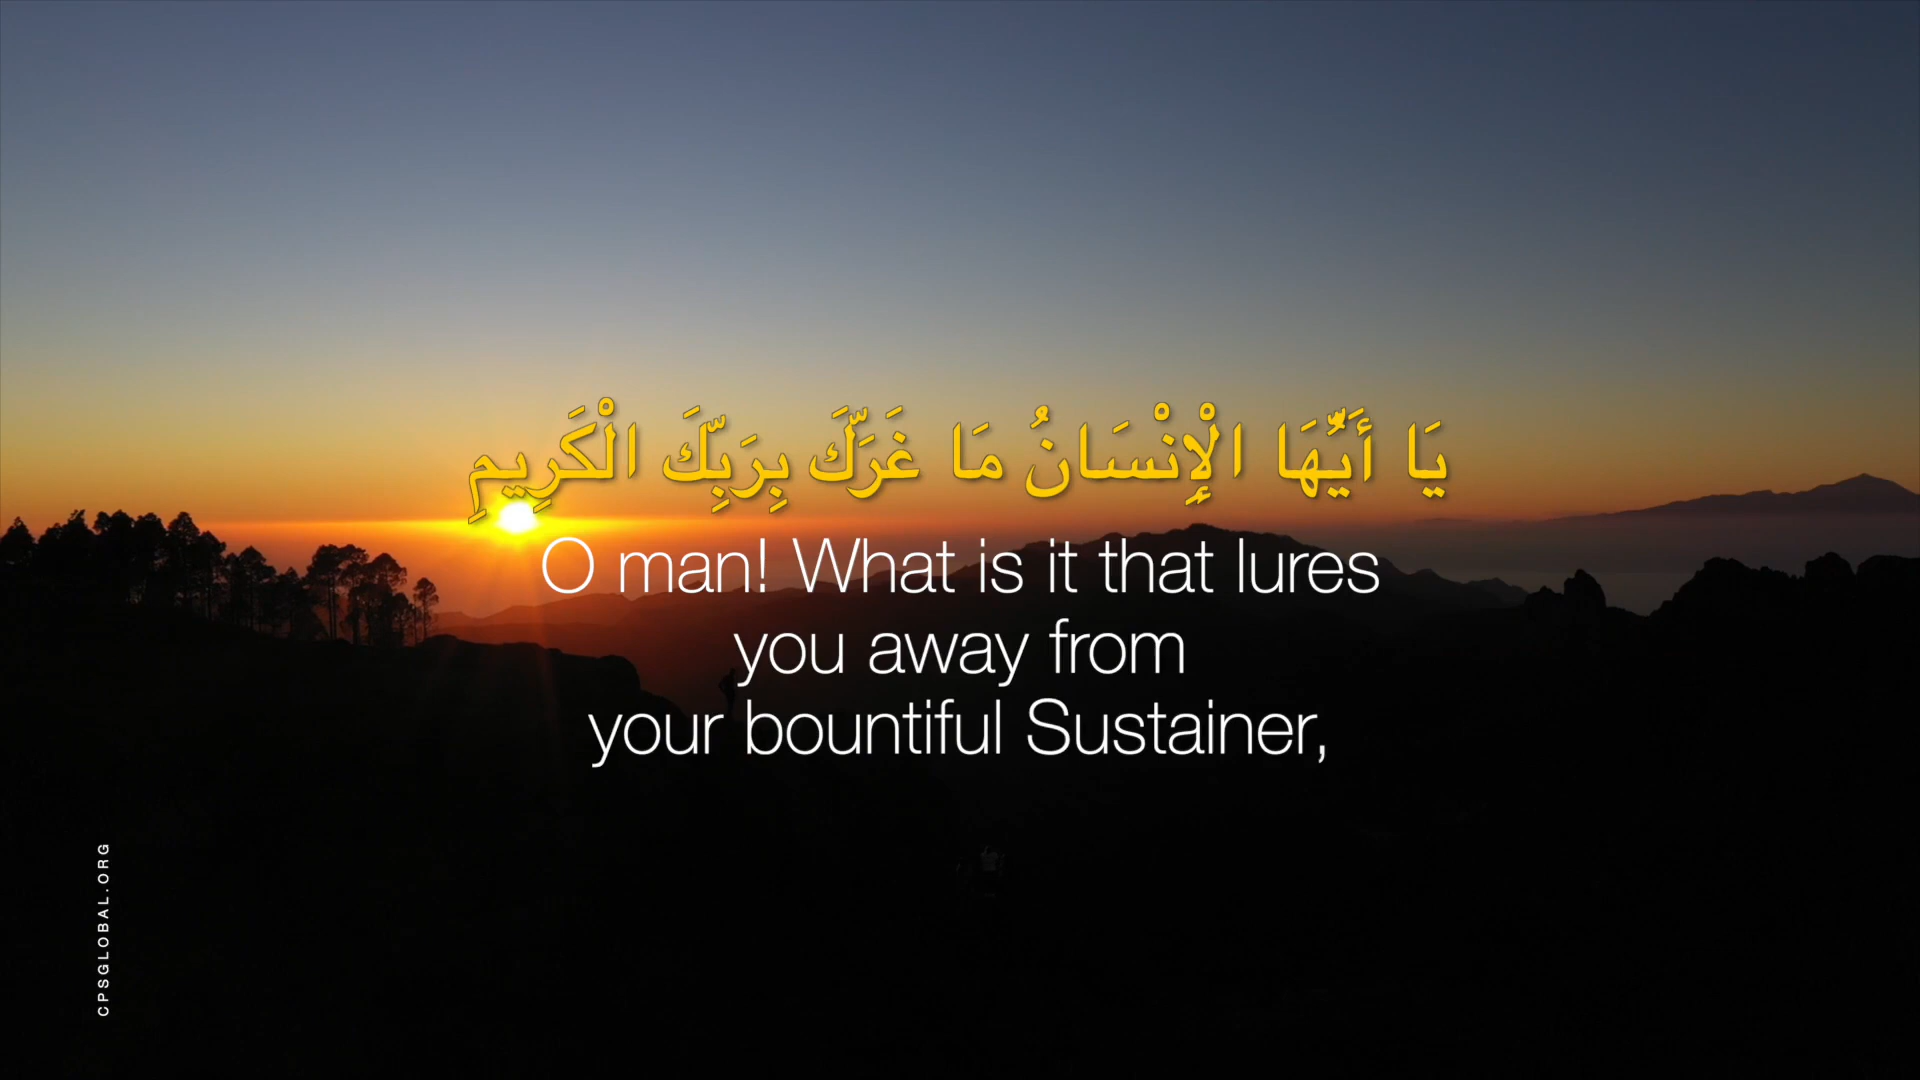 يَا أَيُّهَا الْإِنْسَانُ مَا غَرَّكَ بِرَبِّكَ الْكَرِيمِ
O man! What is it that lures
you away from
your bountiful Sustainer,
CPSGLOBAL.ORG